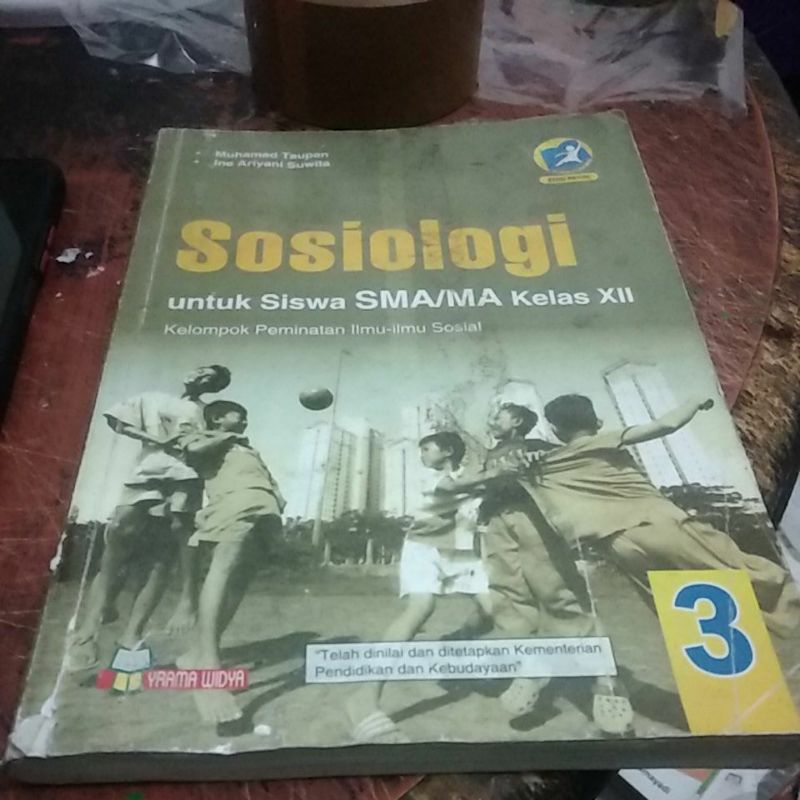 Muhamad Taupan
Ine Ariyani Suwita
Sosiologi
untuk Siswa SMA/MA Kelas XII
Kelompok Peminatan Ilmu-ilmu Sosial
"Telah dinilai dan ditetapkan Kementerian
Pendidikan dan Kebudayaan"
YRAMA WIDYA
3